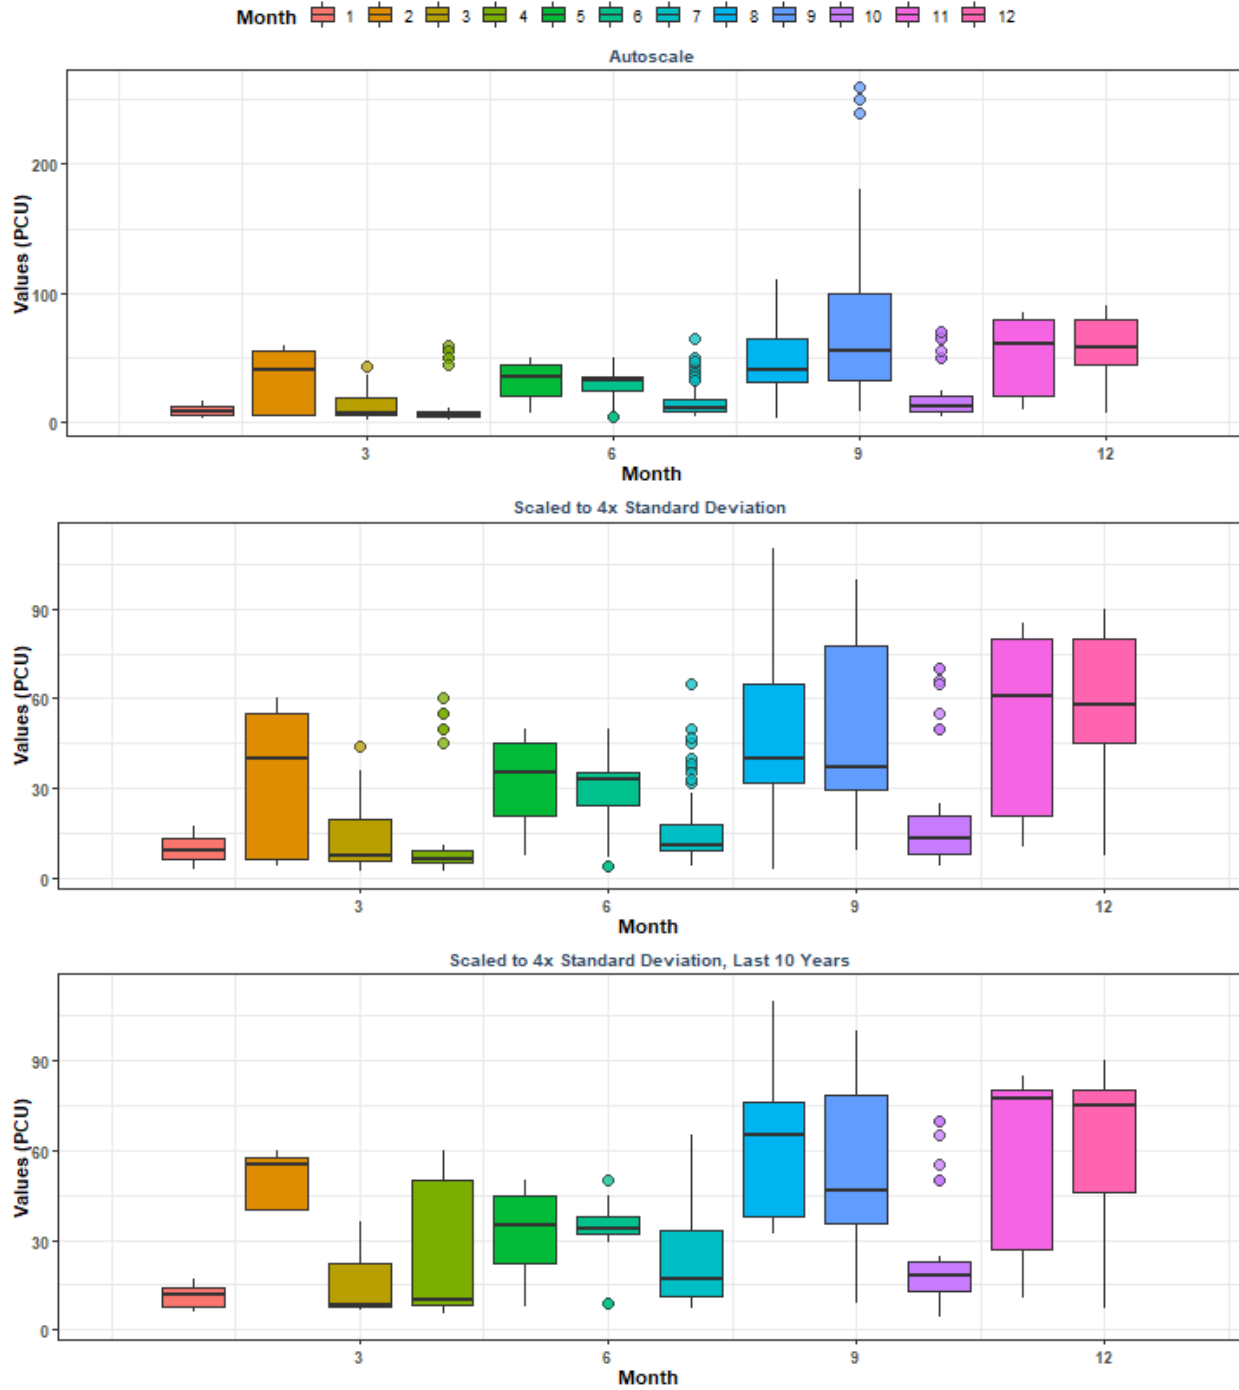 Month 1 2 3 4 5 6 7 8 9 10 11 12
Autoscale
Values (PCU)
200
100
0
3 6 9 12
Month
Scaled to 4x Standard Deviation
Values (PCU)
90
60
30
0
3 6 9 12
Month
Scaled to 4x Standard Deviation, Last 10 Years
Values (PCU)
90
60
30
0
3 6 9 12
Month